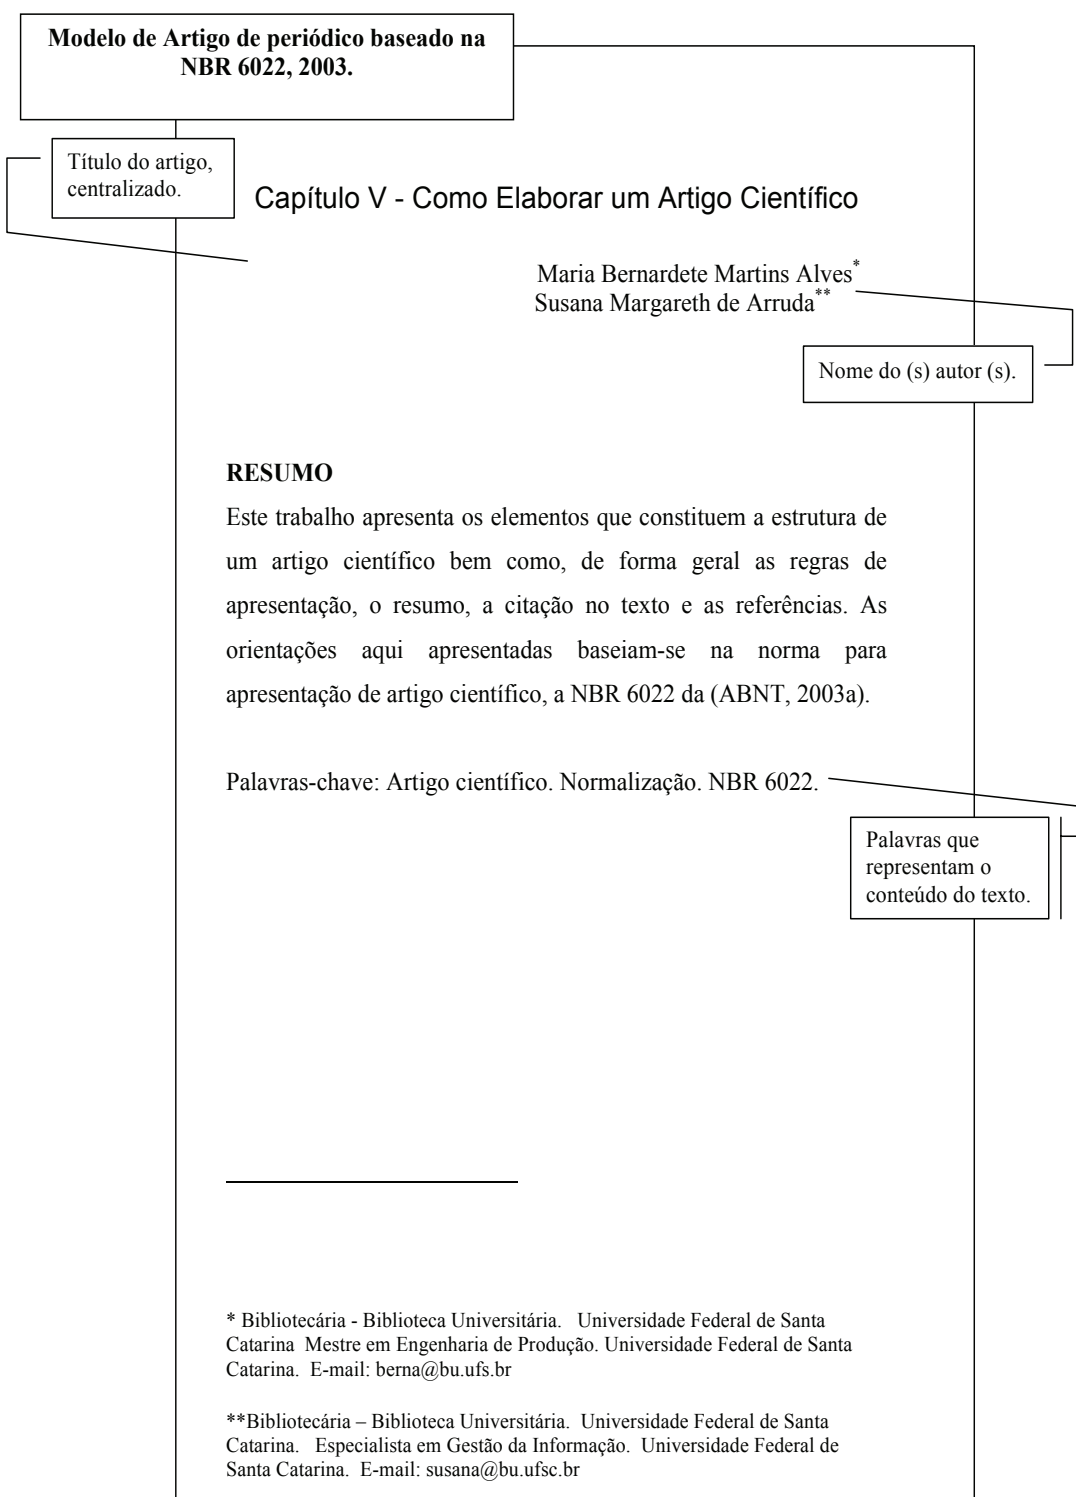 Modelo de Artigo de periódico baseado na
NBR 6022, 2003.
Título do artigo,
centralizado.
Capítulo V - Como Elaborar um Artigo Científico
Maria Bernardete Martins Alves*
Susana Margareth de Arruda**
Nome do (s) autor (s).
RESUMO
Este trabalho apresenta os elementos que constituem a estrutura de
um artigo científico bem como, de forma geral as regras de
apresentação, o resumo, a citação no texto e as referências. As
orientações aqui apresentadas baseiam-se na norma para
apresentação de artigo científico, a NBR 6022 da (ABNT, 2003a).
Palavras-chave: Artigo científico. Normalização. NBR 6022.
Palavras que
representam o
conteúdo do texto.
* Bibliotecária - Biblioteca Universitária. Universidade Federal de Santa
Catarina Mestre em Engenharia de Produção. Universidade Federal de Santa
Catarina. E-mail: berna@bu.ufs.br
**Bibliotecária – Biblioteca Universitária. Universidade Federal de Santa
Catarina. Especialista em Gestão da Informação. Universidade Federal de
Santa Catarina. E-mail: susana@bu.ufsc.br